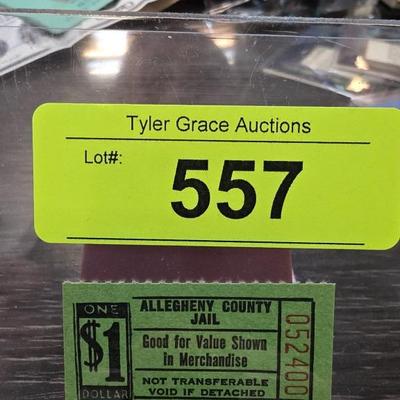 Tyler Grace Auctions
Lot#:
557
ONE
$1
DOLLAR
ALLEGHENY COUNTY
JAIL
Good for Value Shown
in Merchandise
NOT TRANSFERABLE
VOID IF DETACHED
052400